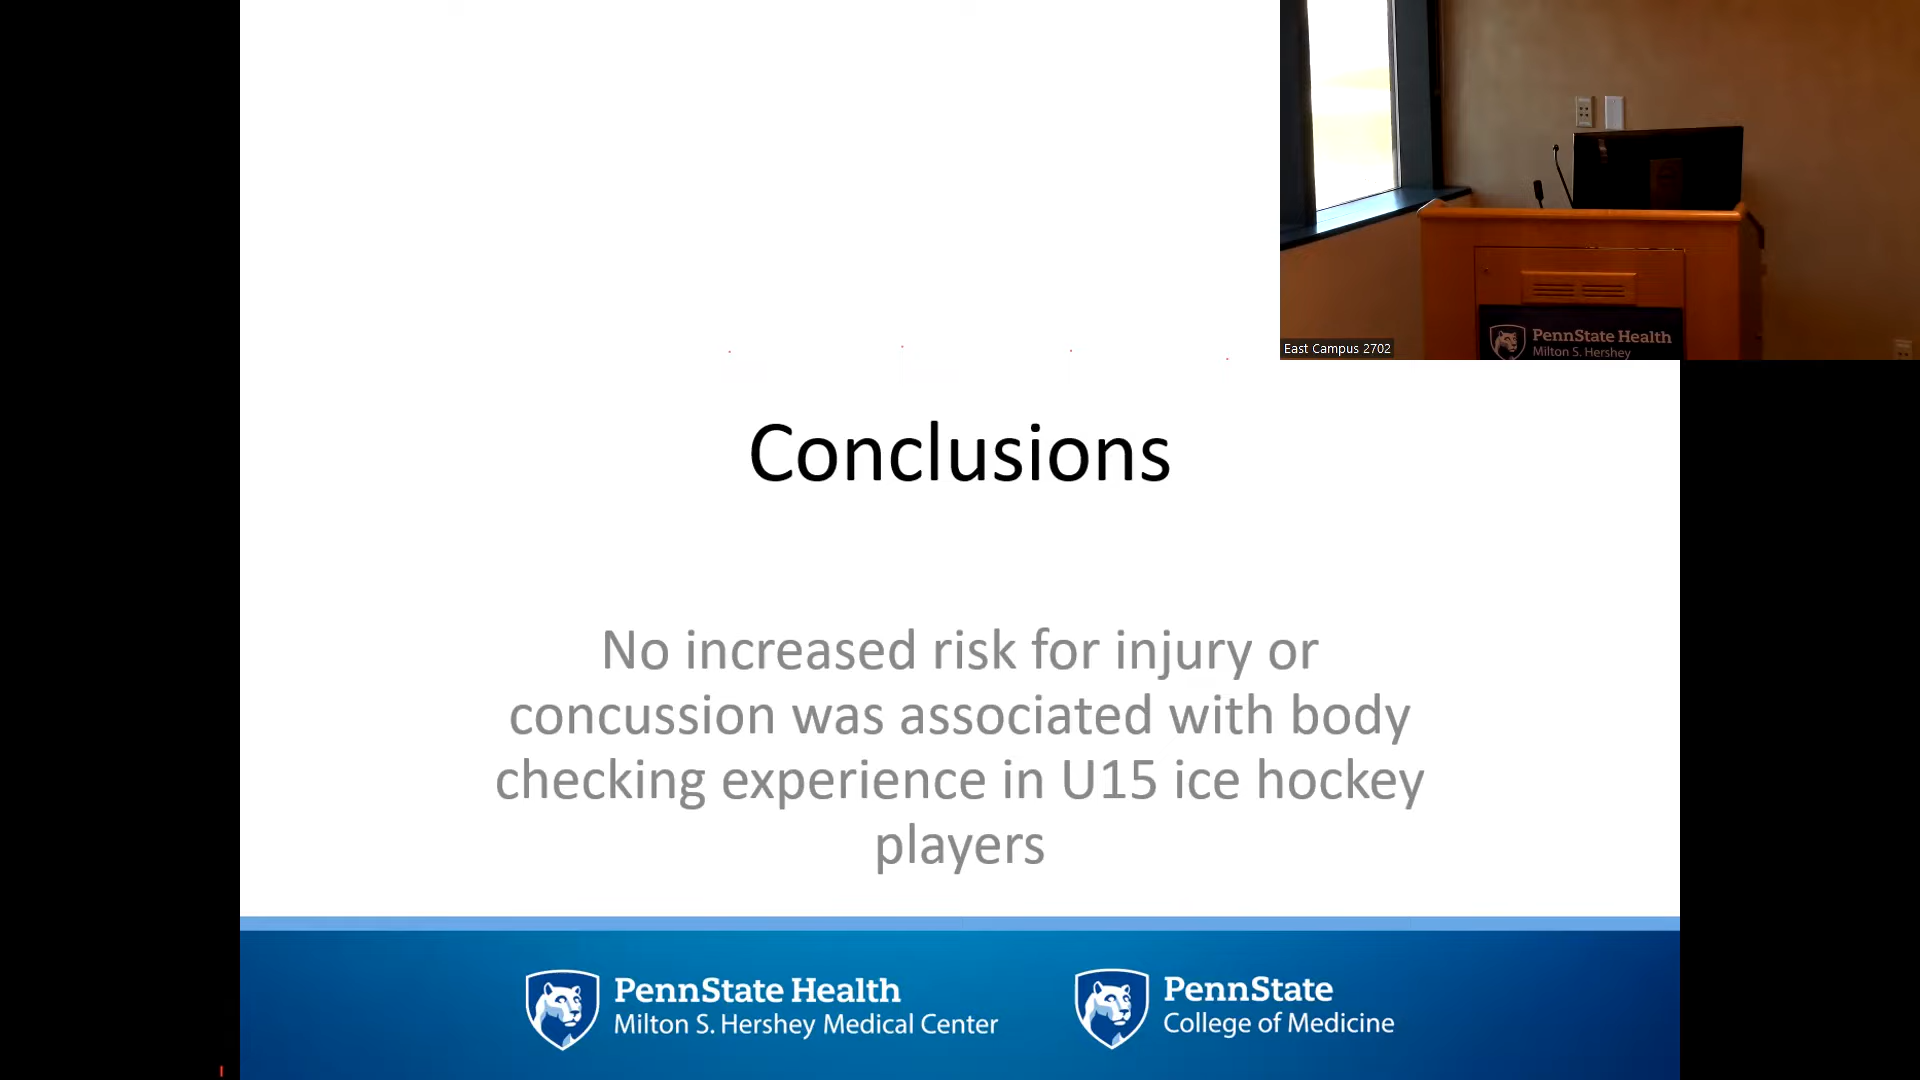 PennState Health
Milton S. Hershey
East Campus 2702
Conclusions
No increased risk for injury or
concussion was associated with body
checking experience in U15 ice hockey
players
PennState Health
Milton S. Hershey Medical Center
PennState
College of Medicine